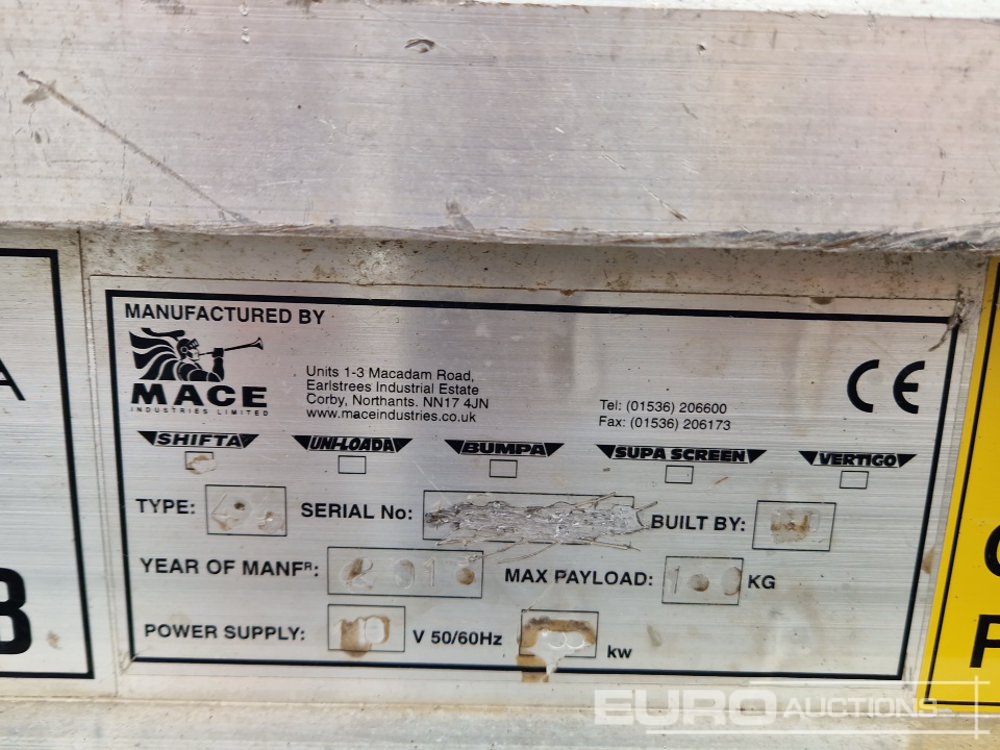 MANUFACTURED BY
MACE
INDUSTRIES LIMITED
Units 1-3 Macadam Road,
Earlstrees Industrial Estate
Corby, Northants. NN17 4JN
www.maceindustries.co.uk
Tel: (01536) 206600
Fax: (01536) 206173
CE
SHIFTA UNI-LOADA BUMPA SUPA SCREEN VERTIGO
TYPE: SERIAL No: BUILT BY:
YEAR OF MANFR: MAX PAYLOAD: KG
POWER SUPPLY: 110 V 50/60Hz kw
EURO AUCTIONS